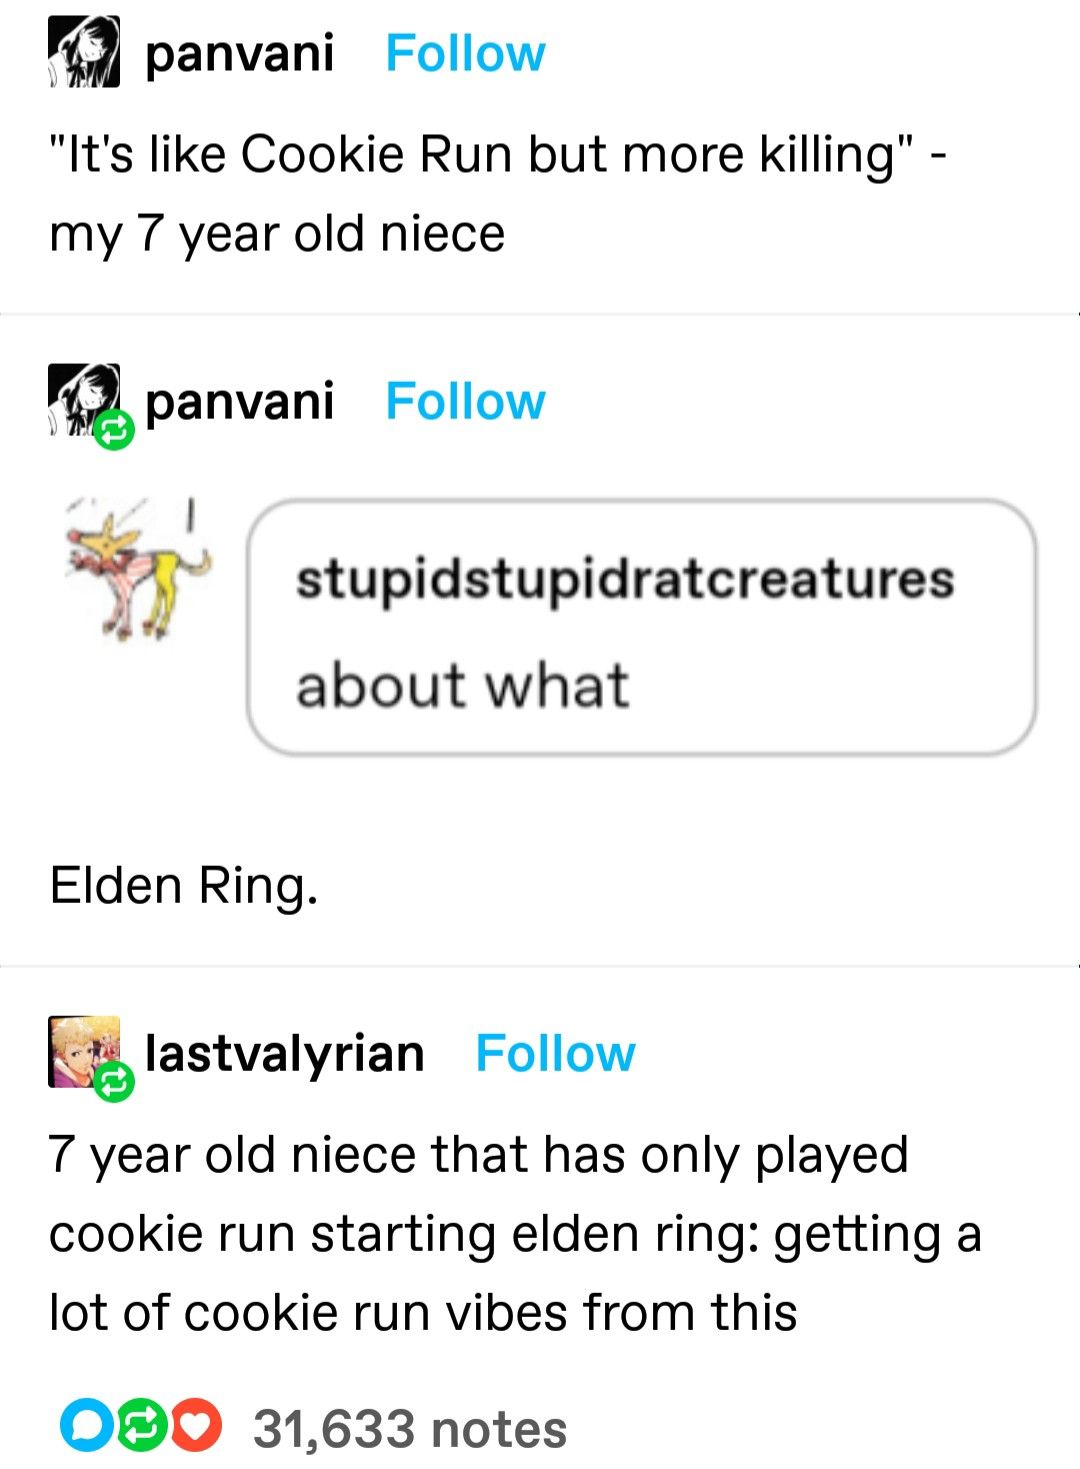 panvani Follow
"It's like Cookie Run but more killing" -
my 7 year old niece
panvani Follow
stupidstupidratcreatures
about what
Elden Ring.
lastvalyrian Follow
7 year old niece that has only played
cookie run starting elden ring: getting a
lot of cookie run vibes from this
31,633 notes